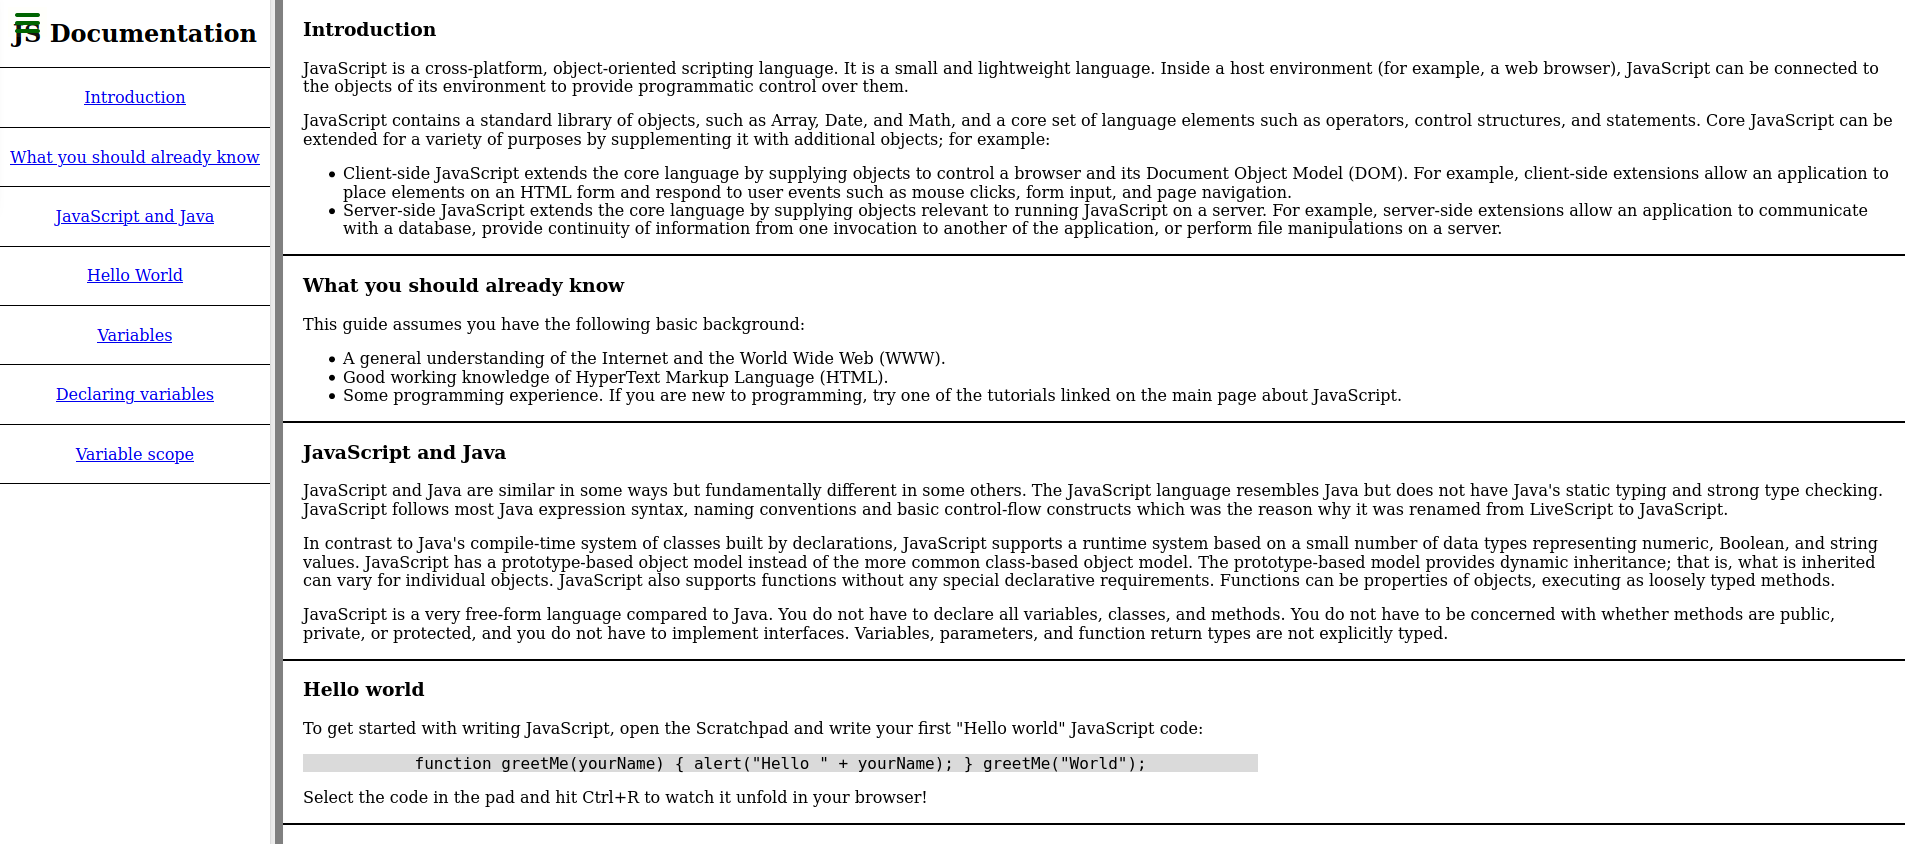 JS Documentation
Introduction
What you should already know
JavaScript and Java
Hello World
Variables
Declaring variables
Variable scope
Introduction
JavaScript is a cross-platform, object-oriented scripting language. It is a small and lightweight language. Inside a host environment (for example, a web browser), JavaScript can be connected to
the objects of its environment to provide programmatic control over them.
JavaScript contains a standard library of objects, such as Array, Date, and Math, and a core set of language elements such as operators, control structures, and statements. Core JavaScript can be
extended for a variety of purposes by supplementing it with additional objects; for example:
• Client-side JavaScript extends the core language by supplying objects to control a browser and its Document Object Model (DOM). For example, client-side extensions allow an application to
place elements on an HTML form and respond to user events such as mouse clicks, form input, and page navigation.
• Server-side JavaScript extends the core language by supplying objects relevant to running JavaScript on a server. For example, server-side extensions allow an application to communicate
with a database, provide continuity of information from one invocation to another of the application, or perform file manipulations on a server.
What you should already know
This guide assumes you have the following basic background:
• A general understanding of the Internet and the World Wide Web (WWW).
• Good working knowledge of HyperText Markup Language (HTML).
• Some programming experience. If you are new to programming, try one of the tutorials linked on the main page about JavaScript.
JavaScript and Java
JavaScript and Java are similar in some ways but fundamentally different in some others. The JavaScript language resembles Java but does not have Java's static typing and strong type checking.
JavaScript follows most Java expression syntax, naming conventions and basic control-flow constructs which was the reason why it was renamed from LiveScript to JavaScript.
In contrast to Java's compile-time system of classes built by declarations, JavaScript supports a runtime system based on a small number of data types representing numeric, Boolean, and string
values. JavaScript has a prototype-based object model instead of the more common class-based object model. The prototype-based model provides dynamic inheritance; that is, what is inherited
can vary for individual objects. JavaScript also supports functions without any special declarative requirements. Functions can be properties of objects, executing as loosely typed methods.
JavaScript is a very free-form language compared to Java. You do not have to declare all variables, classes, and methods. You do not have to be concerned with whether methods are public,
private, or protected, and you do not have to implement interfaces. Variables, parameters, and function return types are not explicitly typed.
Hello world
To get started with writing JavaScript, open the Scratchpad and write your first "Hello world" JavaScript code:
function greetMe(yourName) { alert("Hello " + yourName); } greetMe("World");
Select the code in the pad and hit Ctrl+R to watch it unfold in your browser!